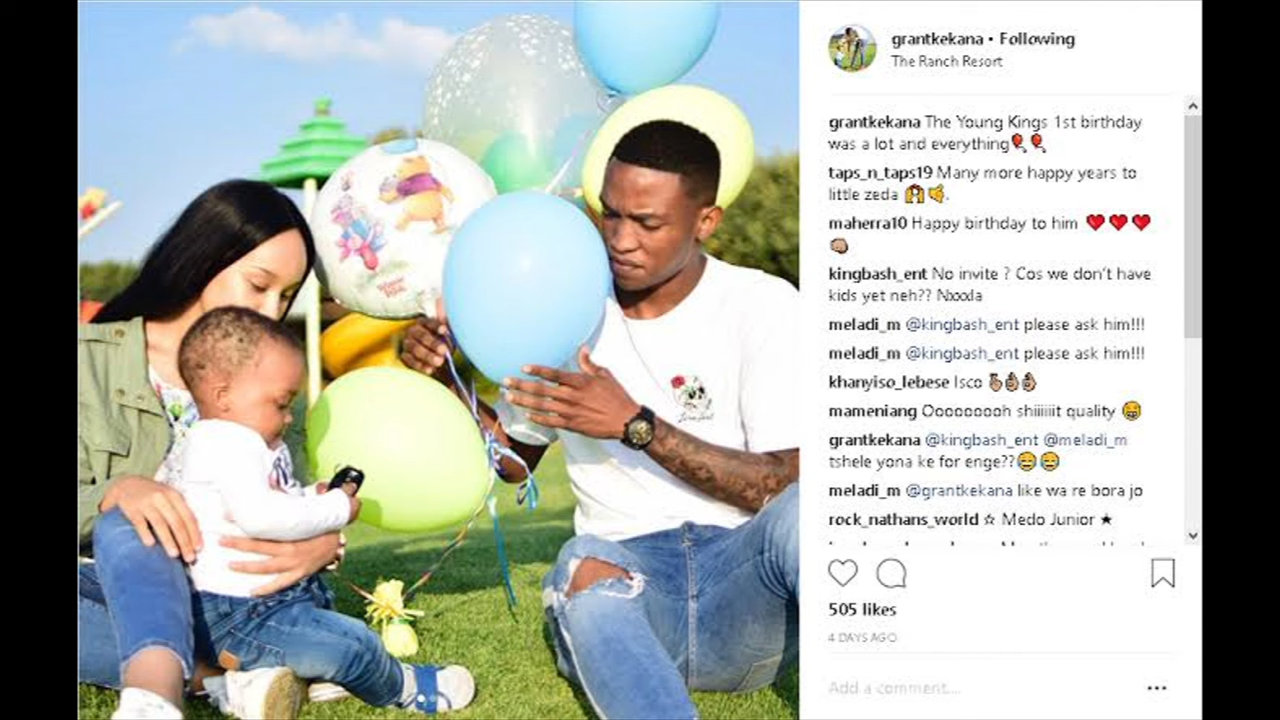 grantkekana • Following
The Ranch Resort
grantkekana The Young Kings 1st birthday
was a lot and everything🎈🎈
taps_n_taps19 Many more happy years to
little zeda
maherra10 Happy birthday to him ❤️❤️❤️
kingbash_ent No invite ? Cos we don't have
kids yet neh??
meladi_m @kingbash_ent please ask him!!!
meladi_m @kingbash_ent please ask him!!!
khanyiso_lebese Isco 👌👌👌
mameniang Ooooooooh shiiiiiit quality
grantkekana @kingbash_ent @meladi_m
tshele yona ke for enge??
meladi_m @grantkekana like wa re bora jo
rock_nathans_world ☆ Medo Junior ★
505 likes
4 DAYS AGO
Add a comment...